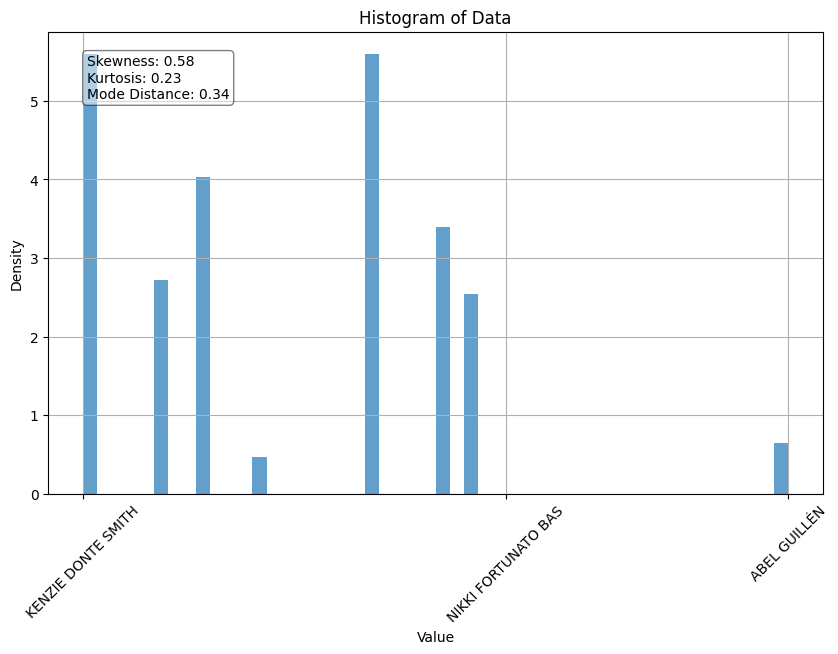 Histogram of Data
Skewness: 0.58
Kurtosis: 0.23
Mode Distance: 0.34
Density
5
4
3
2
1
0
KENZIE DONTE SMITH
NIKKI FORTUNATO BAS
ABEL GUILLÉN
Value